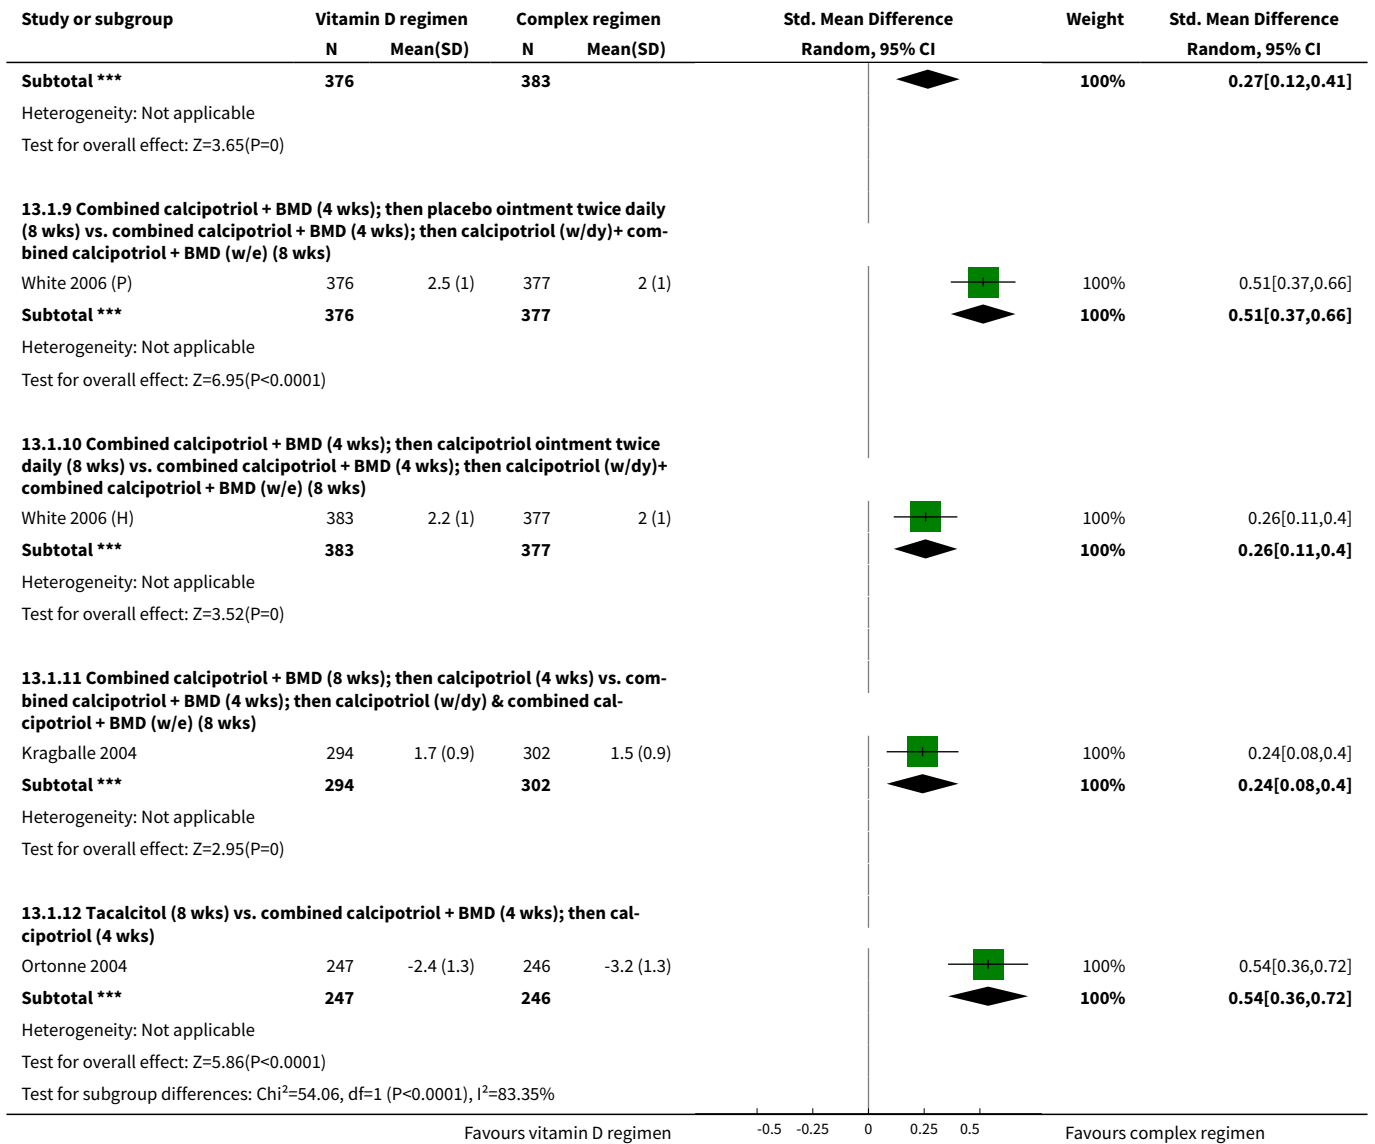 Study or subgroup Vitamin D regimen Complex regimen Std. Mean Difference Weight Std. Mean Difference
N Mean(SD) N Mean(SD) Random, 95% CI Random, 95% CI
Subtotal *** 376 383 100% 0.27[0.12,0.41]
Heterogeneity: Not applicable
Test for overall effect: Z=3.65(P=0)
13.1.9 Combined calcipotriol + BMD (4 wks); then placebo ointment twice daily
(8 wks) vs. combined calcipotriol + BMD (4 wks); then calcipotriol (w/dy)+ com-
bined calcipotriol + BMD (w/e) (8 wks)
White 2006 (P) 376 2.5 (1) 377 2 (1) 100% 0.51[0.37,0.66]
Subtotal *** 376 377 100% 0.51[0.37,0.66]
Heterogeneity: Not applicable
Test for overall effect: Z=6.95(P<0.0001)
13.1.10 Combined calcipotriol + BMD (4 wks); then calcipotriol ointment twice
daily (8 wks) vs. combined calcipotriol + BMD (4 wks); then calcipotriol (w/dy)+
combined calcipotriol + BMD (w/e) (8 wks)
White 2006 (H) 383 2.2 (1) 377 2 (1) 100% 0.26[0.11,0.4]
Subtotal *** 383 377 100% 0.26[0.11,0.4]
Heterogeneity: Not applicable
Test for overall effect: Z=3.52(P=0)
13.1.11 Combined calcipotriol + BMD (8 wks); then calcipotriol (4 wks) vs. com-
bined calcipotriol + BMD (4 wks); then calcipotriol (w/dy) & combined cal-
cipotriol + BMD (w/e) (8 wks)
Kragballe 2004 294 1.7 (0.9) 302 1.5 (0.9) 100% 0.24[0.08,0.4]
Subtotal *** 294 302 100% 0.24[0.08,0.4]
Heterogeneity: Not applicable
Test for overall effect: Z=2.95(P=0)
13.1.12 Tacalcitol (8 wks) vs. combined calcipotriol + BMD (4 wks); then cal-
cipotriol (4 wks)
Ortonne 2004 247 -2.4 (1.3) 246 -3.2 (1.3) 100% 0.54[0.36,0.72]
Subtotal *** 247 246 100% 0.54[0.36,0.72]
Heterogeneity: Not applicable
Test for overall effect: Z=5.86(P<0.0001)
Test for subgroup differences: Chi²=54.06, df=1 (P<0.0001), I²=83.35%
Favours vitamin D regimen -0.5 -0.25 0 0.25 0.5 Favours complex regimen